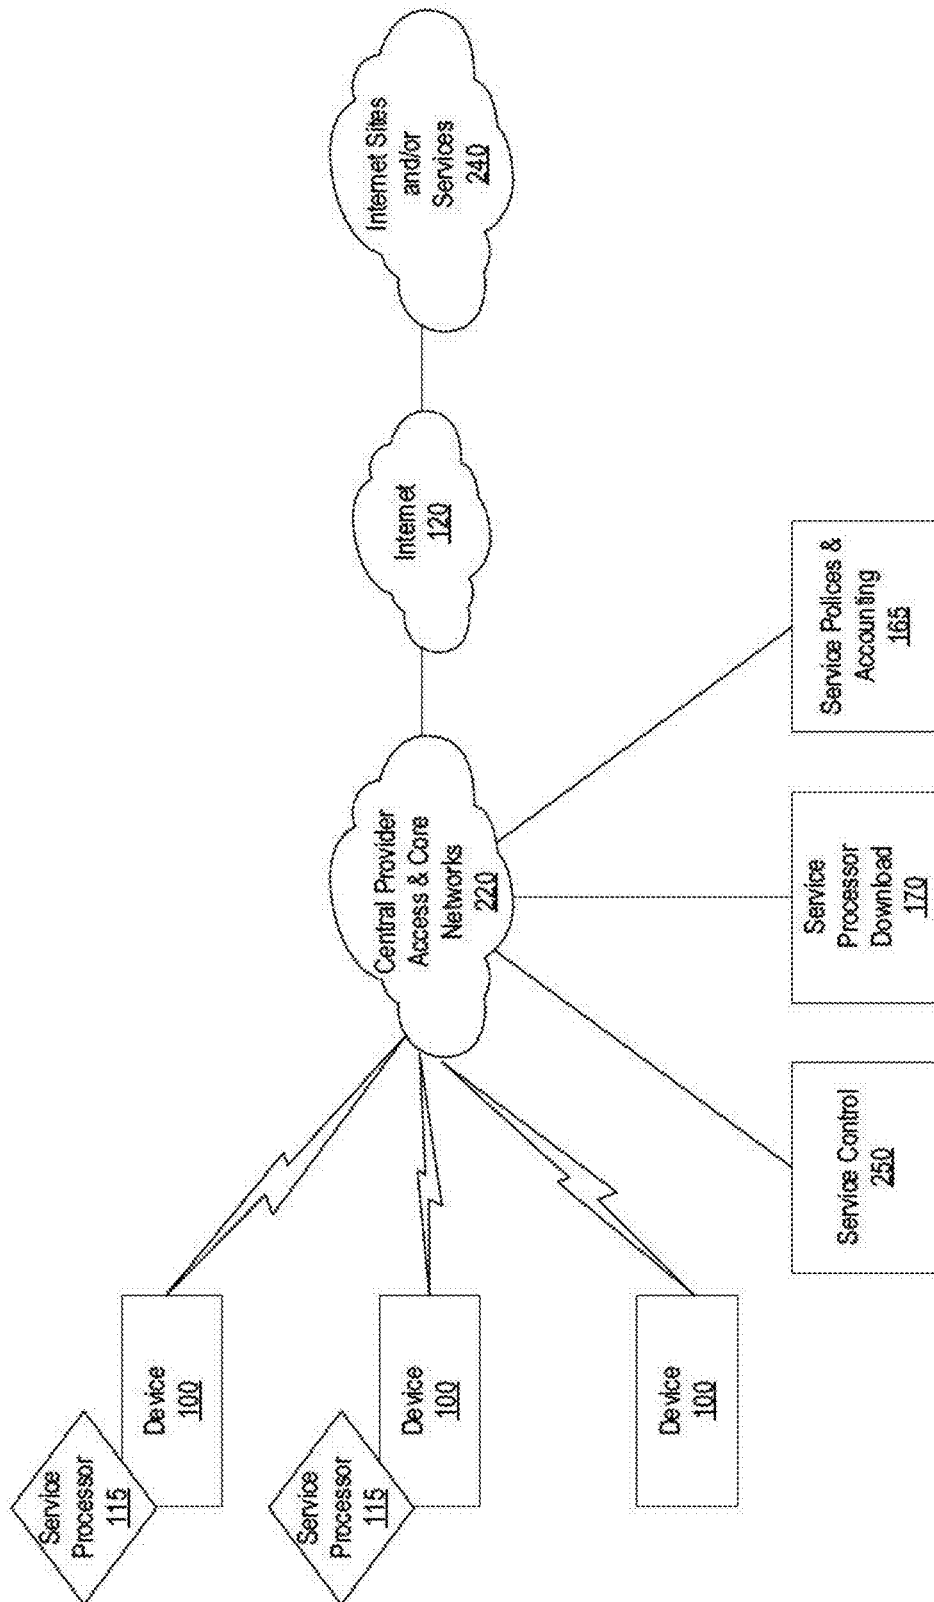 Service
Processor
115
Device
100
Service
Processor
115
Device
100
Device
100
Central Provider
Access & Core
Networks
220
Internet
120
Internet Sites
and/or
Services
240
Service Control
250
Service
Processor
Download
170
Service Polices &
Accounting
165